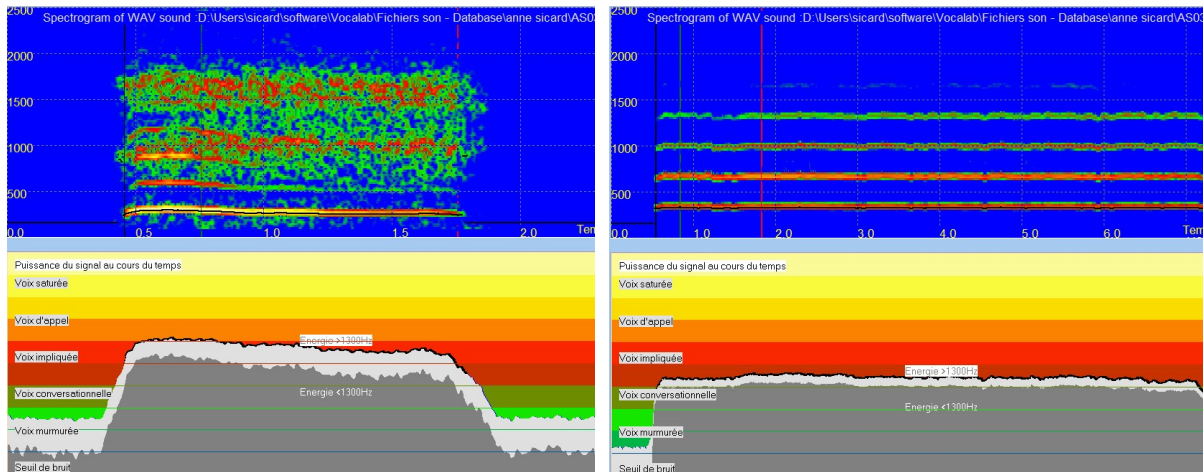 2500 Spectrogram of WAV sound :D:\Users\sicard\software\Vocalab\Fichiers son - Database\anne sicard\AS03
2000
1500
1000
500
0.0 0.5 1.0 1.5 2.0 Tem
Puissance du signal au cours du temps
Voix saturée
Voix d'appel
Energie >1300Hz
Voix impliquée
Voix conversationnelle
Energie <1300Hz
Voix murmurée
Seuil de bruit
2500 Spectrogram of WAV sound :D:\Users\sicard\software\Vocalab\Fichiers son - Database\anne sicard\AS03
2000
1500
1000
500
0.0 1.0 2.0 3.0 4.0 5.0 6.0 Tem
Puissance du signal au cours du temps
Voix saturée
Voix d'appel
Voix impliquée
Energie >1300Hz
Voix conversationnelle
Energie <1300Hz
Voix murmurée
Seuil de bruit